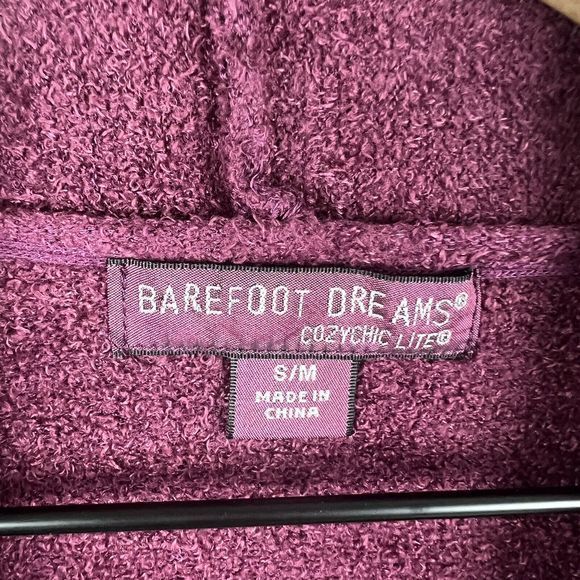 BAREFOOT DREAMS®
COZYCHIC LITE®
S/M
MADE IN
CHINA